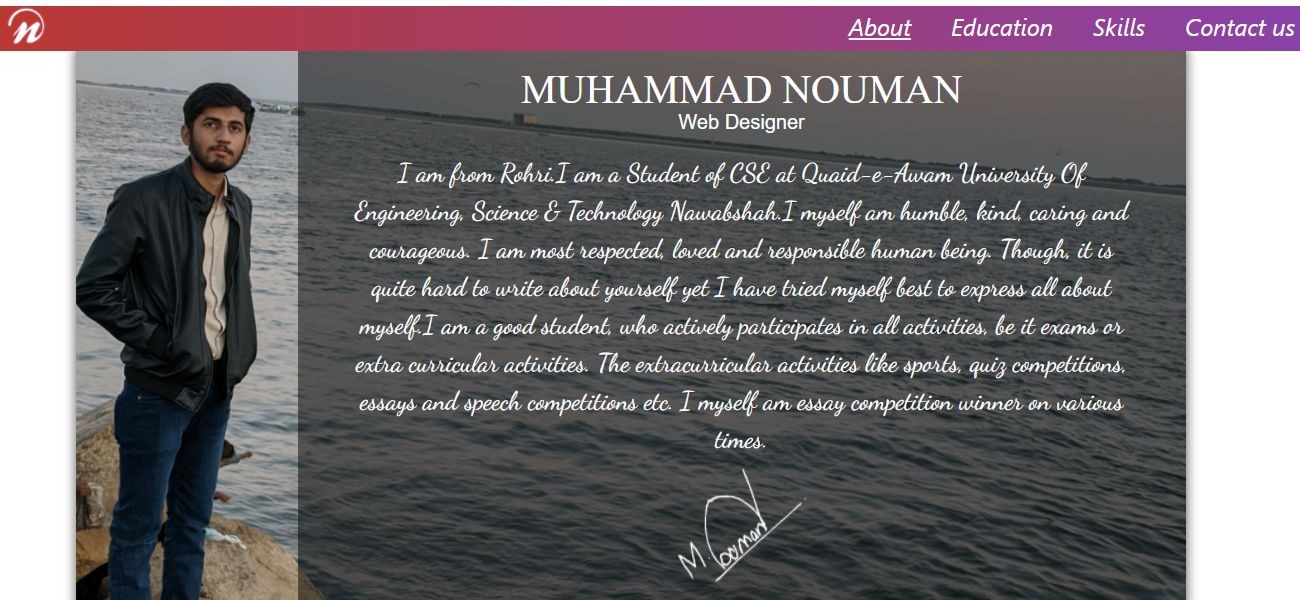 n
About Education Skills Contact us
MUHAMMAD NOUMAN
Web Designer
I am from Rohri.I am a Student of CSE at Quaid-e-Awam University Of
Engineering, Science & Technology Nawabshah.I myself am humble, kind, caring and
courageous. I am most respected, loved and responsible human being. Though, it is
quite hard to write about yourself yet I have tried myself best to express all about
myself.I am a good student, who actively participates in all activities, be it exams or
extra curricular activities. The extracurricular activities like sports, quiz competitions,
essays and speech competitions etc. I myself am essay competition winner on various
times.
M. Nooman